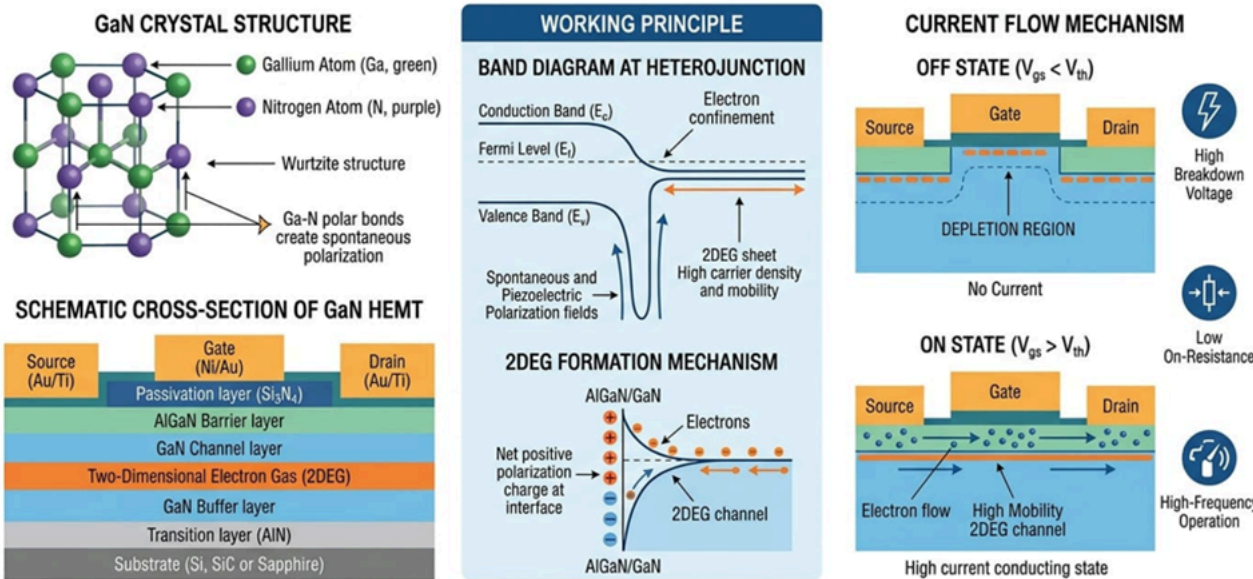 GaN CRYSTAL STRUCTURE
Gallium Atom (Ga, green)
Nitrogen Atom (N, purple)
Wurtzite structure
Ga-N polar bonds
create spontaneous
polarization
SCHEMATIC CROSS-SECTION OF GaN HEMT
Source
(Au/Ti)
Gate
(Ni/Au)
Drain
(Au/Ti)
Passivation layer (Si₃N₄)
AlGaN Barrier layer
GaN Channel layer
Two-Dimensional Electron Gas (2DEG)
GaN Buffer layer
Transition layer (AlN)
Substrate (Si, SiC or Sapphire)
WORKING PRINCIPLE
BAND DIAGRAM AT HETEROJUNCTION
Conduction Band (E_c)
Electron
confinement
Fermi Level (E_f)
Valence Band (E_v)
2DEG sheet
High carrier density
and mobility
Spontaneous and
Piezoelectric
Polarization fields
2DEG FORMATION MECHANISM
AlGaN/GaN
Electrons
Net positive
polarization
charge at
interface
2DEG channel
AlGaN/GaN
CURRENT FLOW MECHANISM
OFF STATE (V_gs < V_th)
Source
Gate
Drain
DEPLETION REGION
No Current
ON STATE (V_gs > V_th)
Source
Gate
Drain
Electron flow
High Mobility
2DEG channel
High current conducting state
High
Breakdown
Voltage
Low
On-Resistance
High-Frequency
Operation